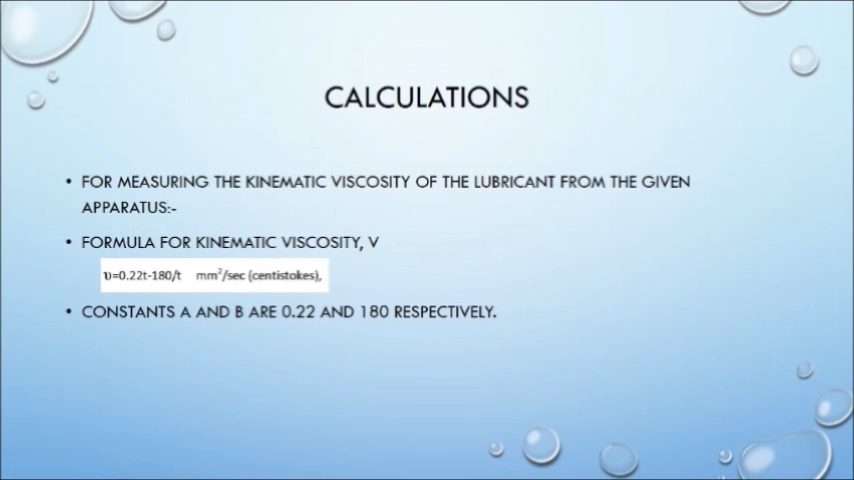 CALCULATIONS
• FOR MEASURING THE KINEMATIC VISCOSITY OF THE LUBRICANT FROM THE GIVEN
APPARATUS:-
• FORMULA FOR KINEMATIC VISCOSITY, V
υ=0.22t-180/t mm²/sec (centistokes),
• CONSTANTS A AND B ARE 0.22 AND 180 RESPECTIVELY.